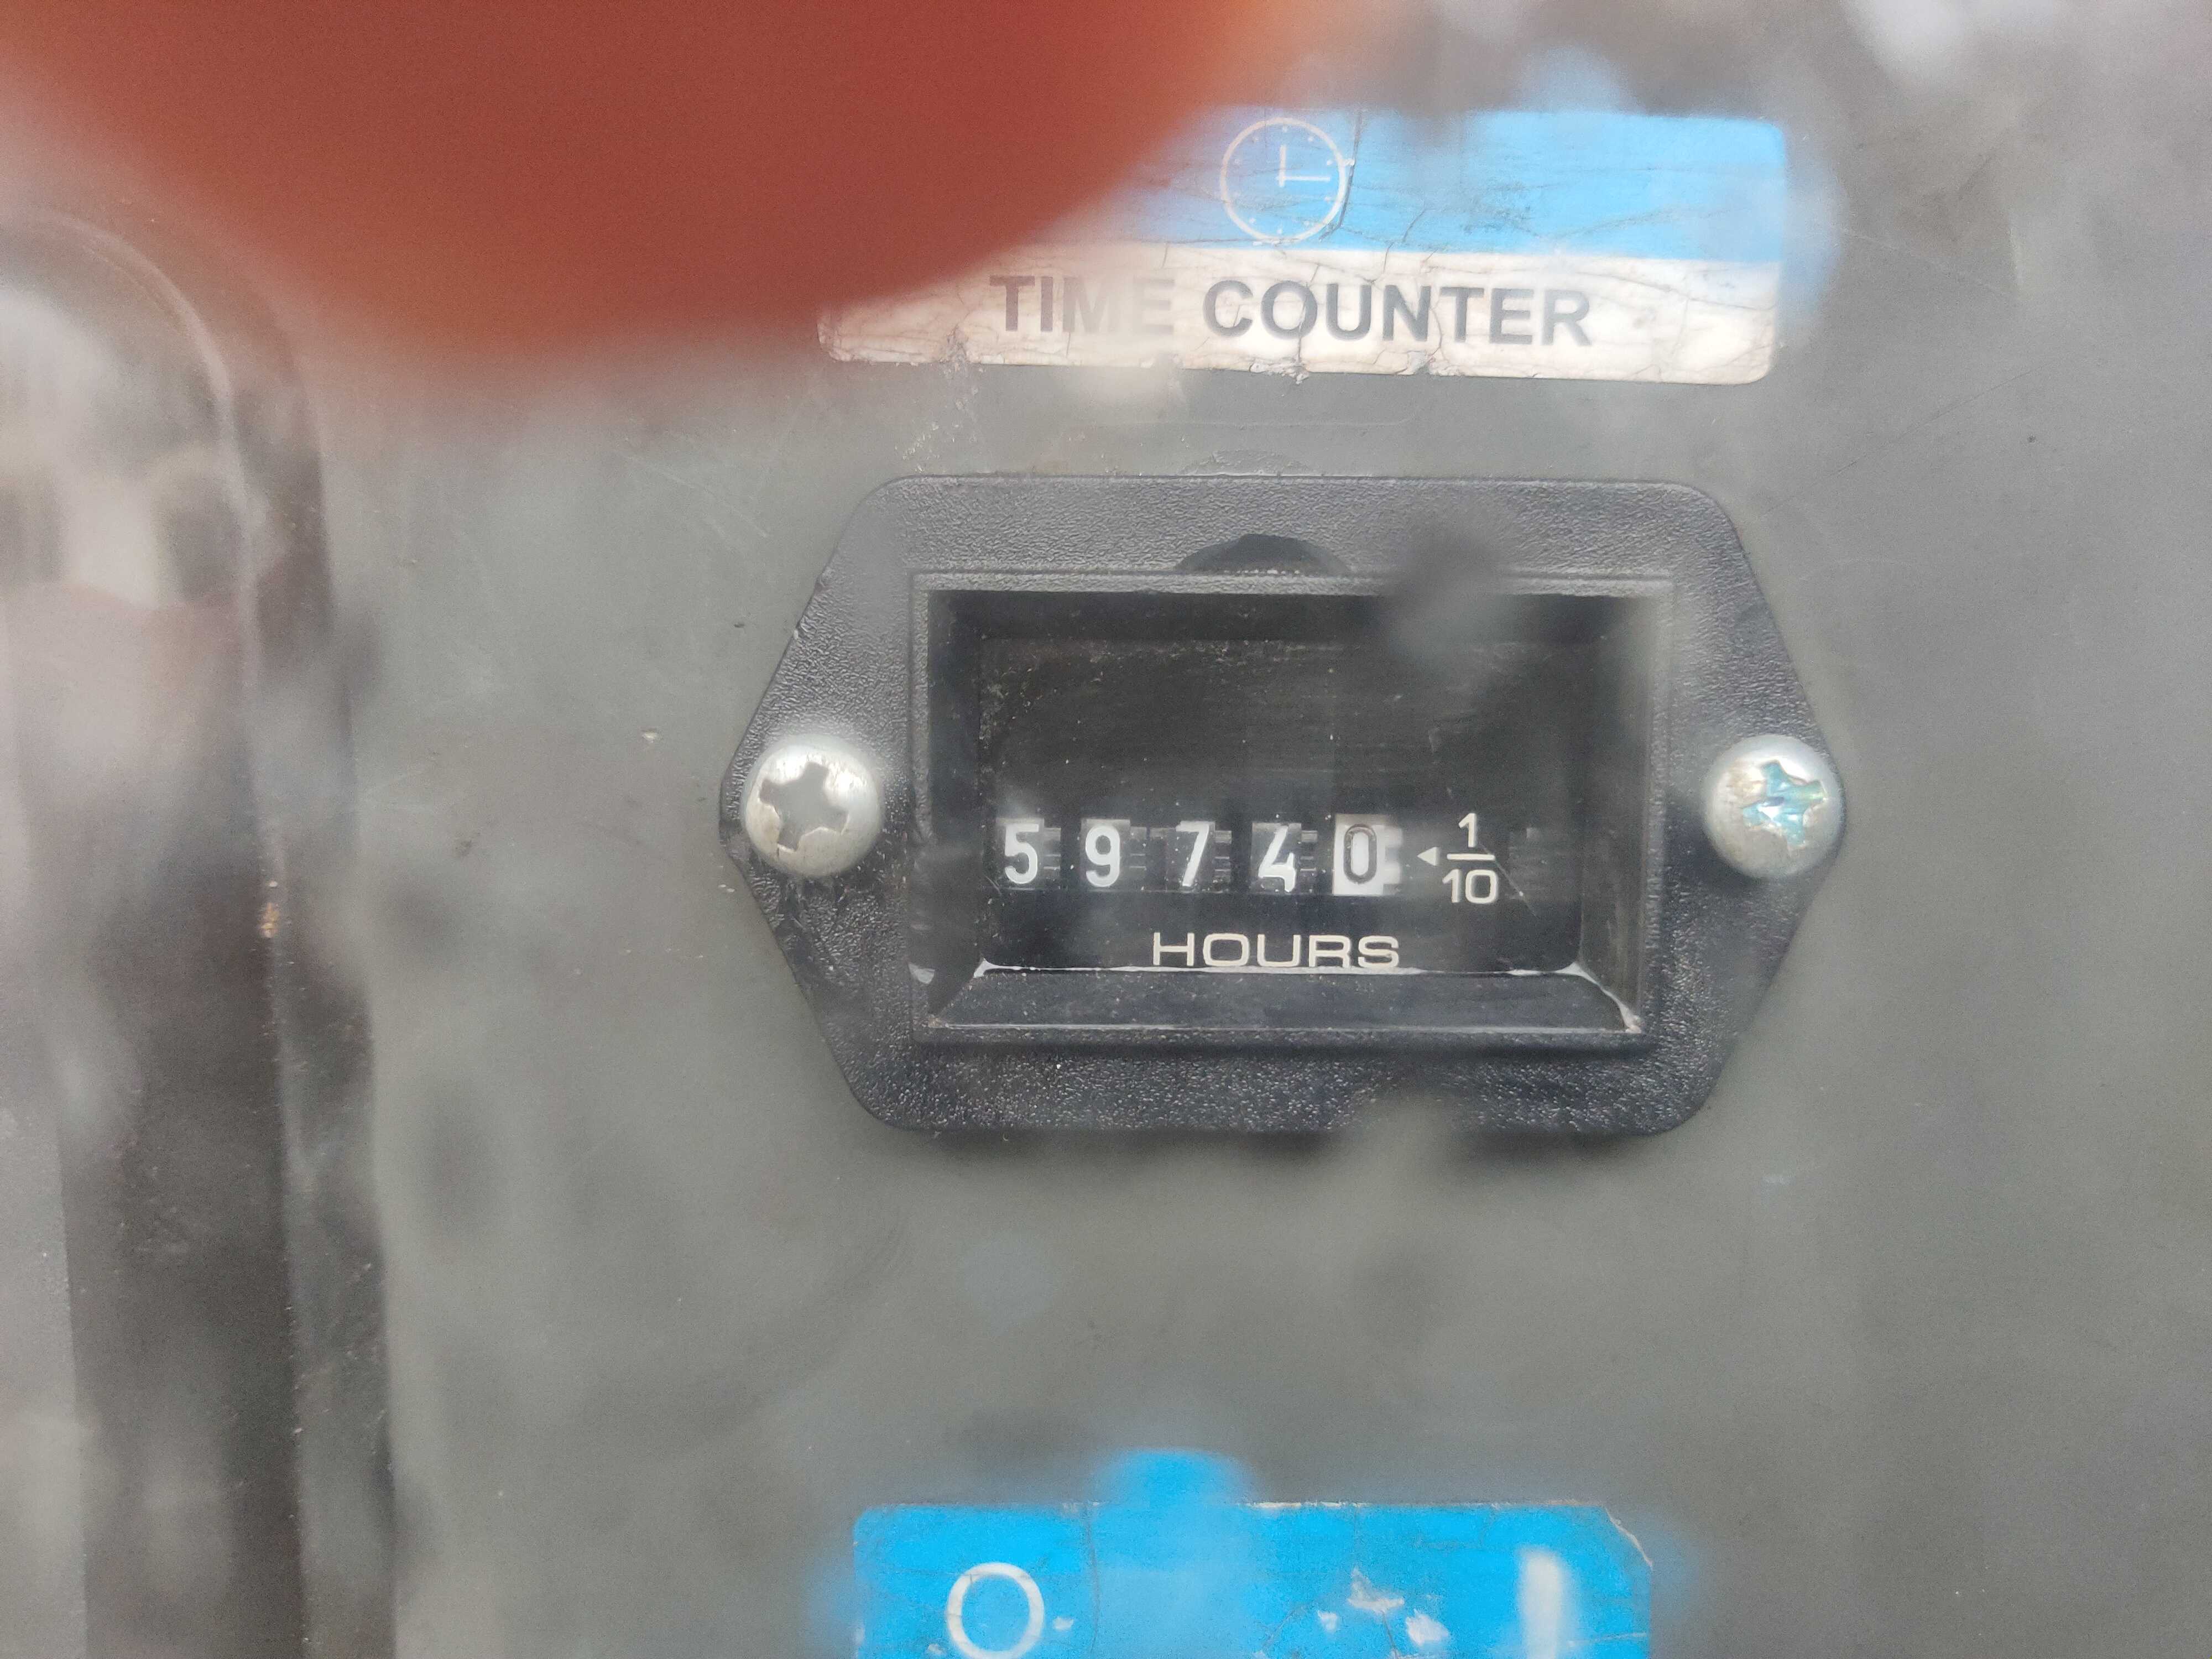 TIME COUNTER
59740 ◄ 1/10
HOURS
O I